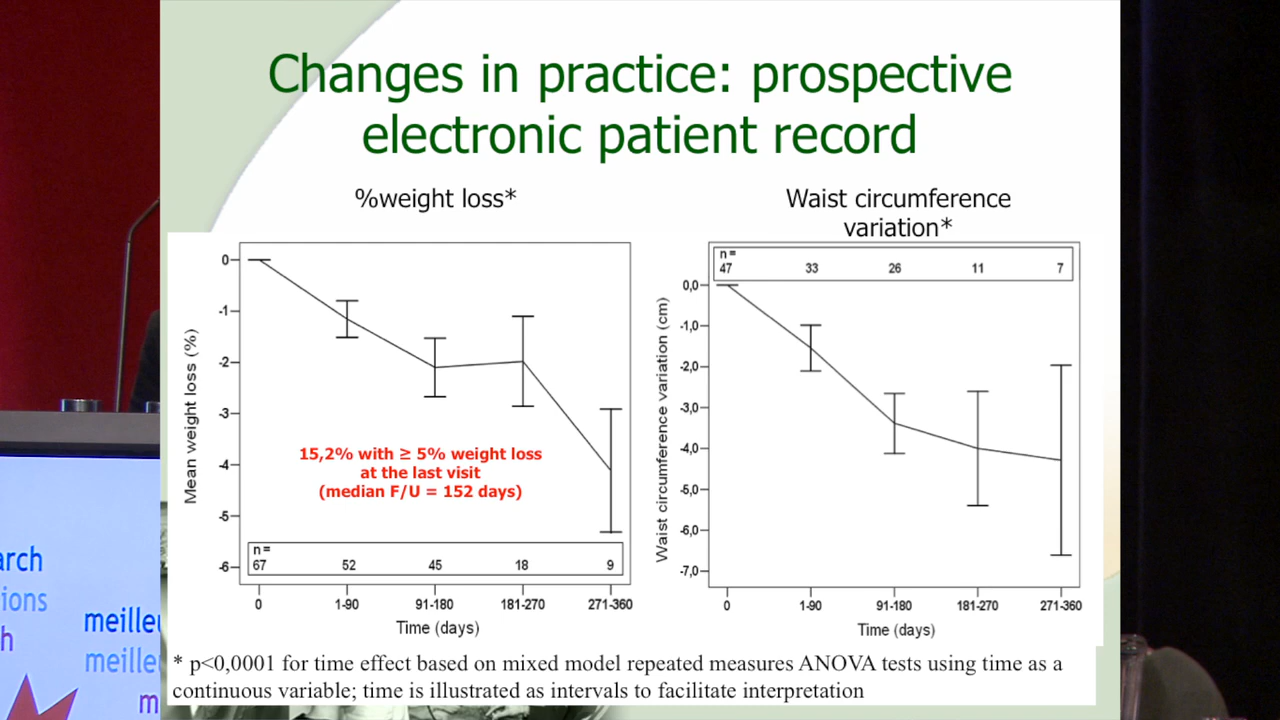 Changes in practice: prospective
electronic patient record
%weight loss*
Waist circumference
variation*
Mean weight loss (%)
0
-1
-2
-3
-4
-5
-6
15,2% with ≥ 5% weight loss
at the last visit
(median F/U = 152 days)
n=
67 52 45 18 9
0 1-90 91-180 181-270 271-360
Time (days)
Waist circumference variation (cm)
n=
47 33 26 11 7
0,0
-1,0
-2,0
-3,0
-4,0
-5,0
-6,0
-7,0
0 1-90 91-180 181-270 271-360
Time (days)
* p<0,0001 for time effect based on mixed model repeated measures ANOVA tests using time as a
continuous variable; time is illustrated as intervals to facilitate interpretation
arch
ions
h
meilleu
meille
m